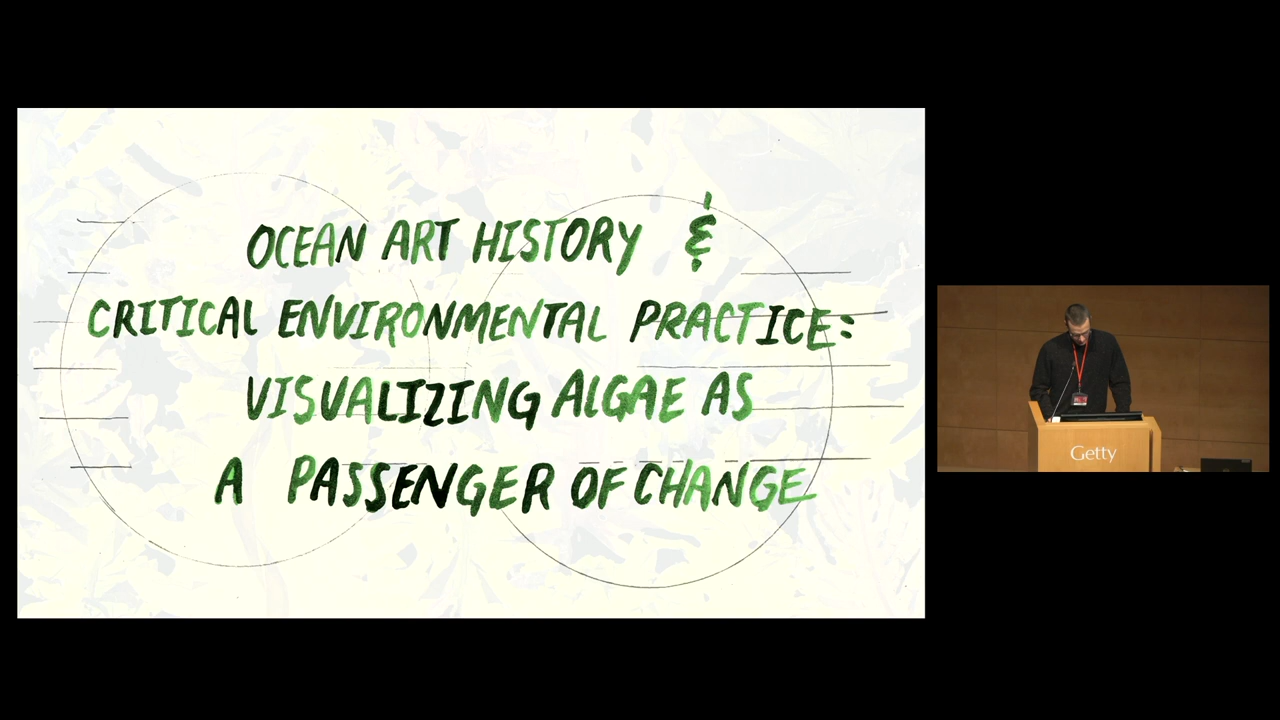 OCEAN ART HISTORY &
CRITICAL ENVIRONMENTAL PRACTICE:
VISUALIZING ALGAE AS
A PASSENGER OF CHANGE
Getty